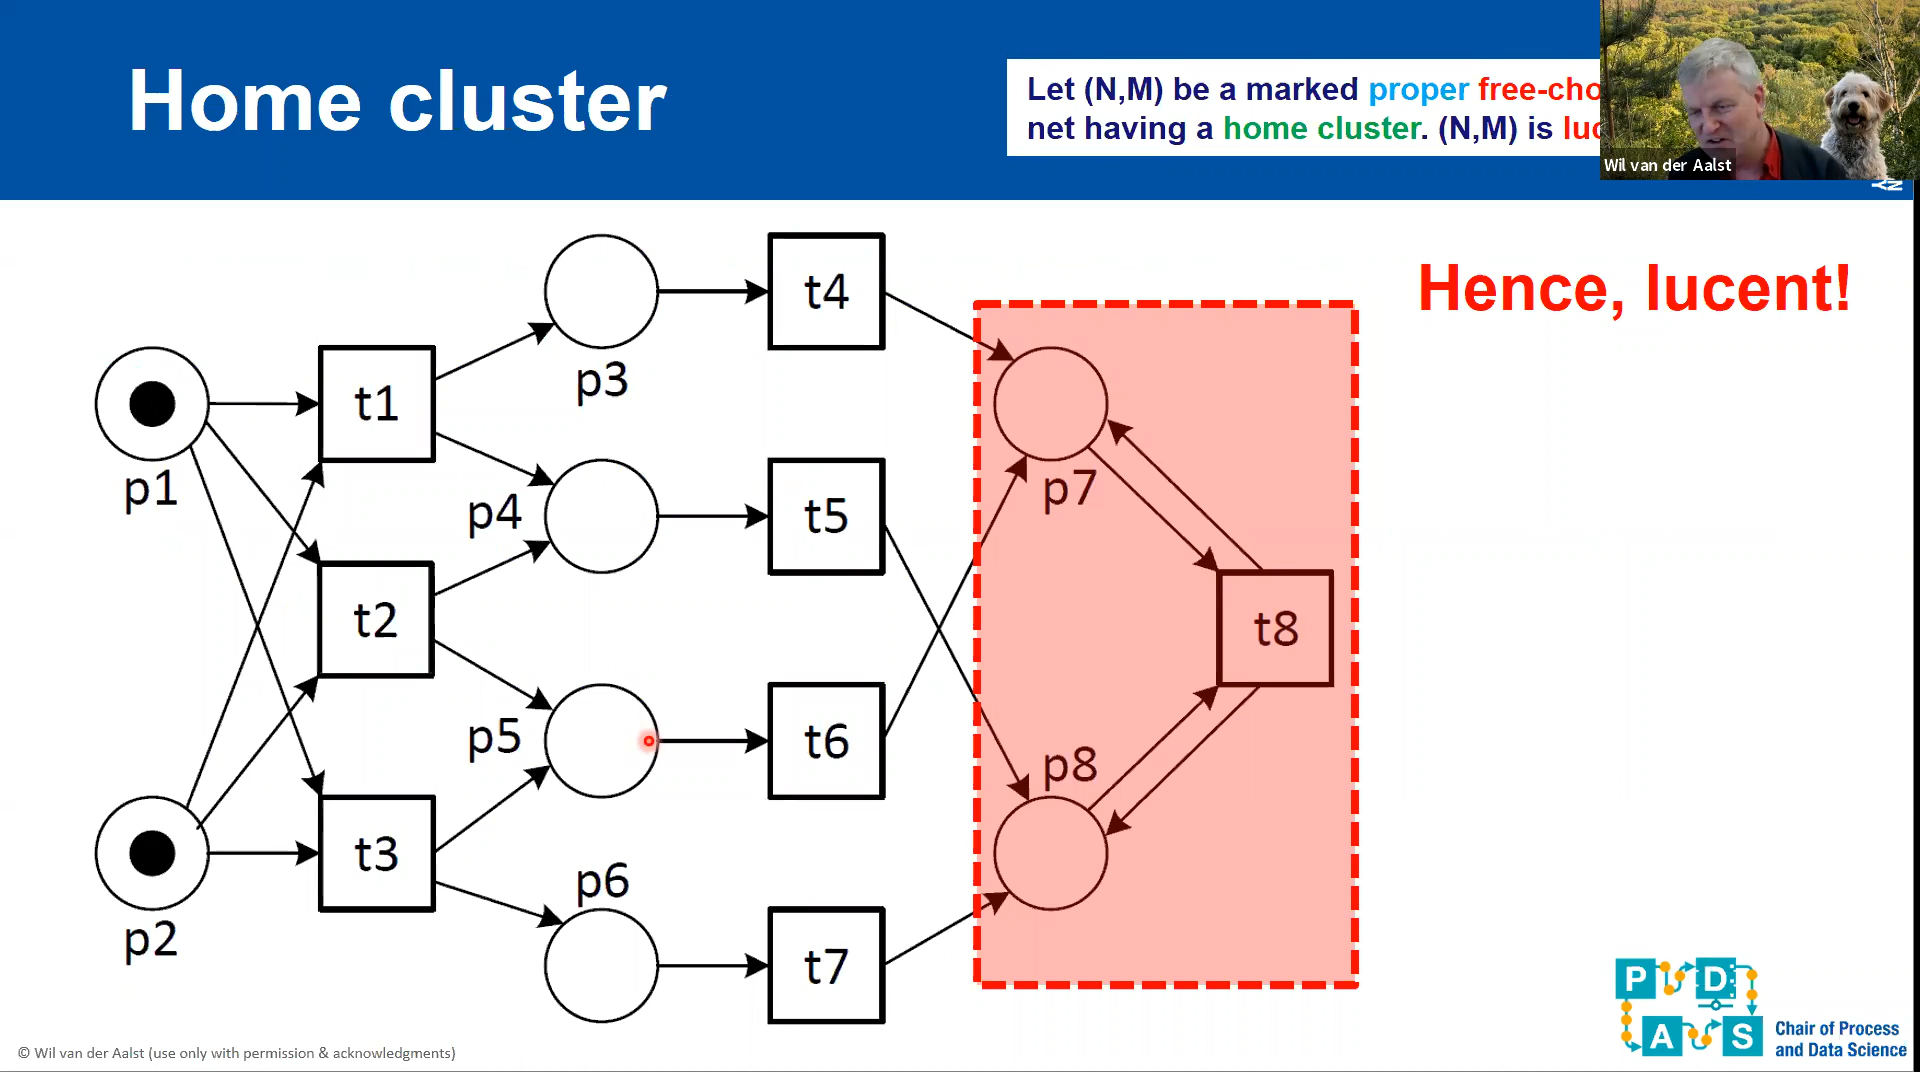 Home cluster
Let (N,M) be a marked proper free-cho
net having a home cluster. (N,M) is luc
Wil van der Aalst
Hence, lucent!
p1
p2
t1
t2
t3
p3
p4
p5
p6
t4
t5
t6
t7
p7
p8
t8
© Wil van der Aalst (use only with permission & acknowledgments)
P D
A S
Chair of Process
and Data Science